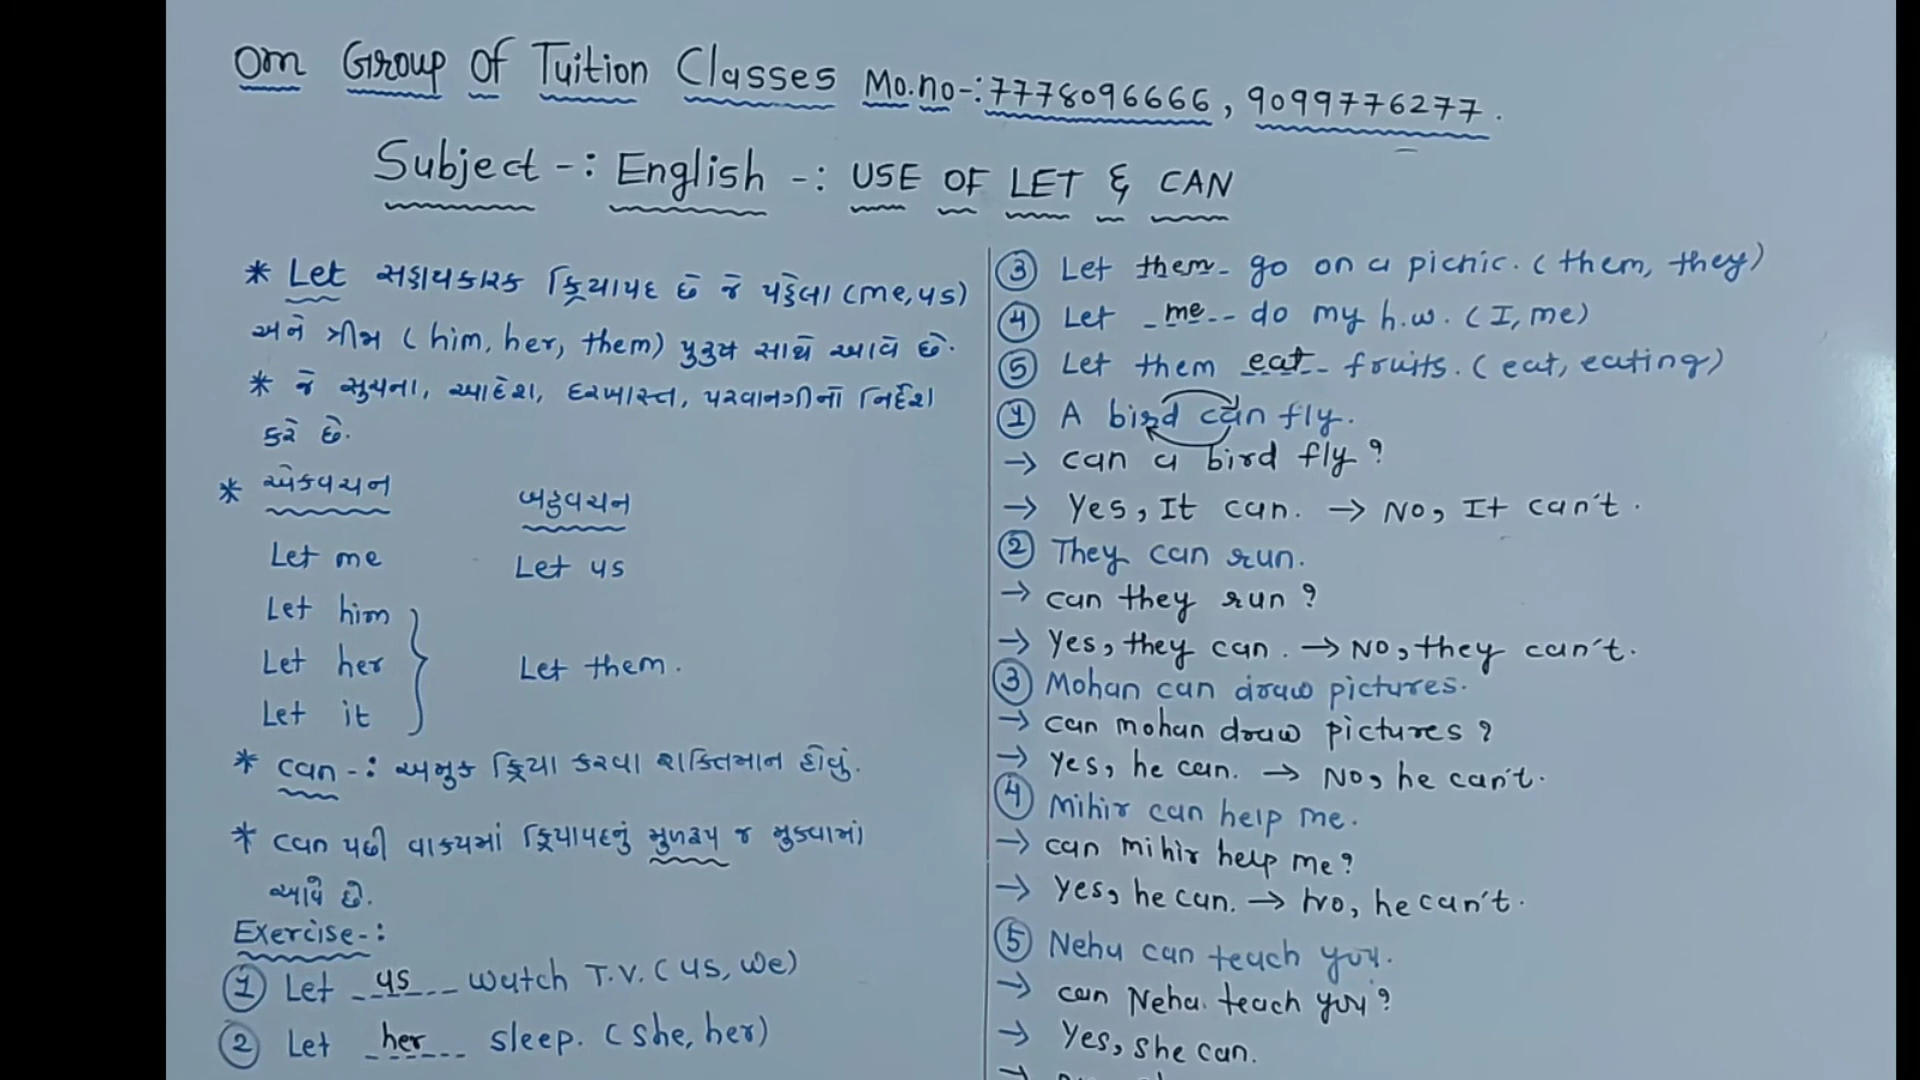 Om Group Of Tuition Classes Mo.no-:7778096666, 9099776277.
Subject -: English -: USE OF LET & CAN
* Let સહાયકારક ક્રિયાપદ છે જે પહેલા (me, us)
અને ત્રીજા (him, her, them) પુરુષ સાથે આવે છે.
* જે સુચના, આદેશ, દરખાસ્ત, પરવાનગીનો નિર્દેશ
કરે છે.
* એકવચન બહુવચન
Let me Let us
Let him
Let her Let them.
Let it
* can -: અમુક ક્રિયા કરવા શક્તિમાન હોવું.
* can પછી વાક્યમાં ક્રિયાપદનું મુળરૂપ જ મુકવામાં
આવે છે.
Exercise-:
① Let us watch T.V. (us, we)
② Let her sleep. (she, her)
③ Let them go on a picnic. (them, they)
④ Let me do my h.w. (I, me)
⑤ Let them eat fruits. (eat, eating)
① A bird can fly.
→ can a bird fly?
→ Yes, It can. → No, It can't.
② They can run.
→ can they run?
→ Yes, they can. → No, they can't.
③ Mohan can draw pictures.
→ can mohan draw pictures?
→ Yes, he can. → No, he can't.
④ Mihir can help me.
→ can mihir help me?
→ Yes, he can. → No, he can't.
⑤ Neha can teach you.
→ can Neha. teach you?
→ Yes, she can.
→